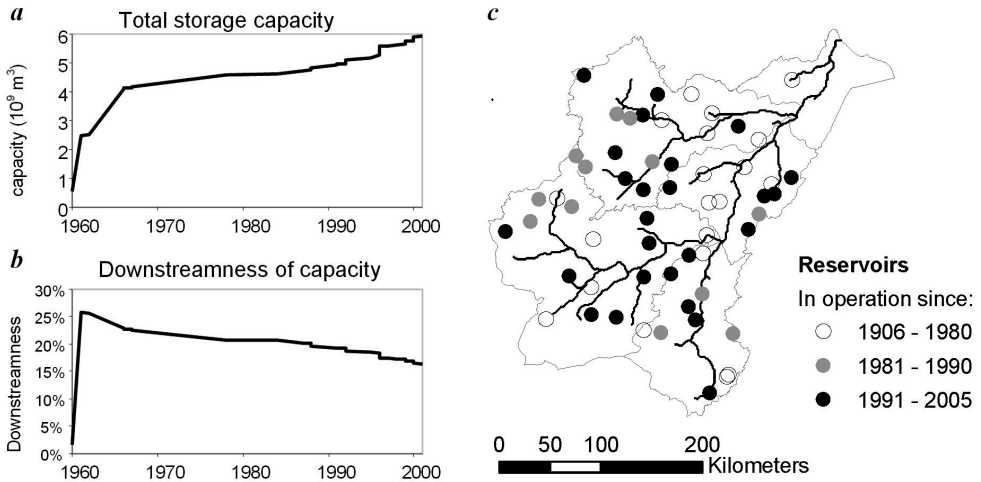 a
Total storage capacity
capacity (10⁹ m³)
6
5
4
3
2
1
0
1960 1970 1980 1990 2000
b
Downstreamness of capacity
Downstreamness
30%
25%
20%
15%
10%
5%
0%
1960 1970 1980 1990 2000
c
Reservoirs
In operation since:
1906 - 1980
1981 - 1990
1991 - 2005
0 50 100 200
Kilometers